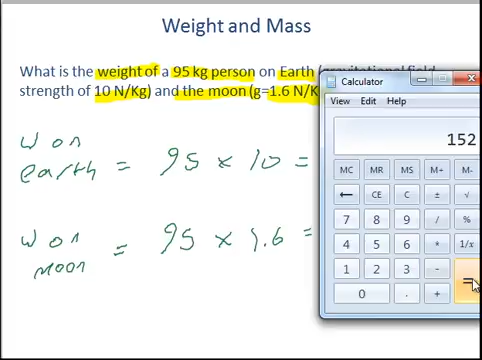 Weight and Mass
What is the weight of a 95 kg person on Earth (gravitational field
strength of 10 N/Kg) and the moon (g=1.6 N/K
W on
earth = 95 × 10 =
W on
moon = 95 × 1.6 =
Calculator
View Edit Help
152
MC MR MS M+ M-
← CE C ± √
7 8 9 / %
4 5 6 * 1/x
1 2 3 - =
0 . +